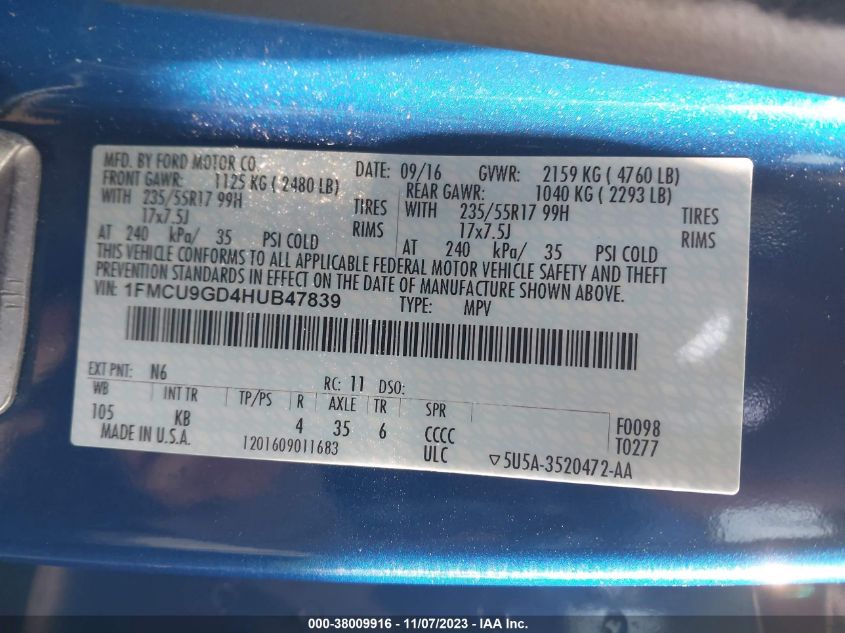 MFD. BY FORD MOTOR CO. DATE: 09/16 GVWR: 2159 KG ( 4760 LB)
FRONT GAWR: 1125 KG ( 2480 LB) REAR GAWR: 1040 KG ( 2293 LB)
WITH 235/55R17 99H TIRES WITH 235/55R17 99H TIRES
17x7.5J RIMS 17x7.5J RIMS
AT 240 kPa/ 35 PSI COLD AT 240 kPa/ 35 PSI COLD
THIS VEHICLE CONFORMS TO ALL APPLICABLE FEDERAL MOTOR VEHICLE SAFETY AND THEFT
PREVENTION STANDARDS IN EFFECT ON THE DATE OF MANUFACTURE SHOWN ABOVE.
VIN: 1FMCU9GD4HUB47839 TYPE: MPV
EXT PNT: N6 RC: 11 DSO:
WB INT TR TP/PS R AXLE TR SPR
105 KB 4 35 6 CCCC F0098
MADE IN U.S.A. 1201609011683 ULC T0277
▽5U5A-3520472-AA
000-38009916 - 11/07/2023 - IAA Inc.